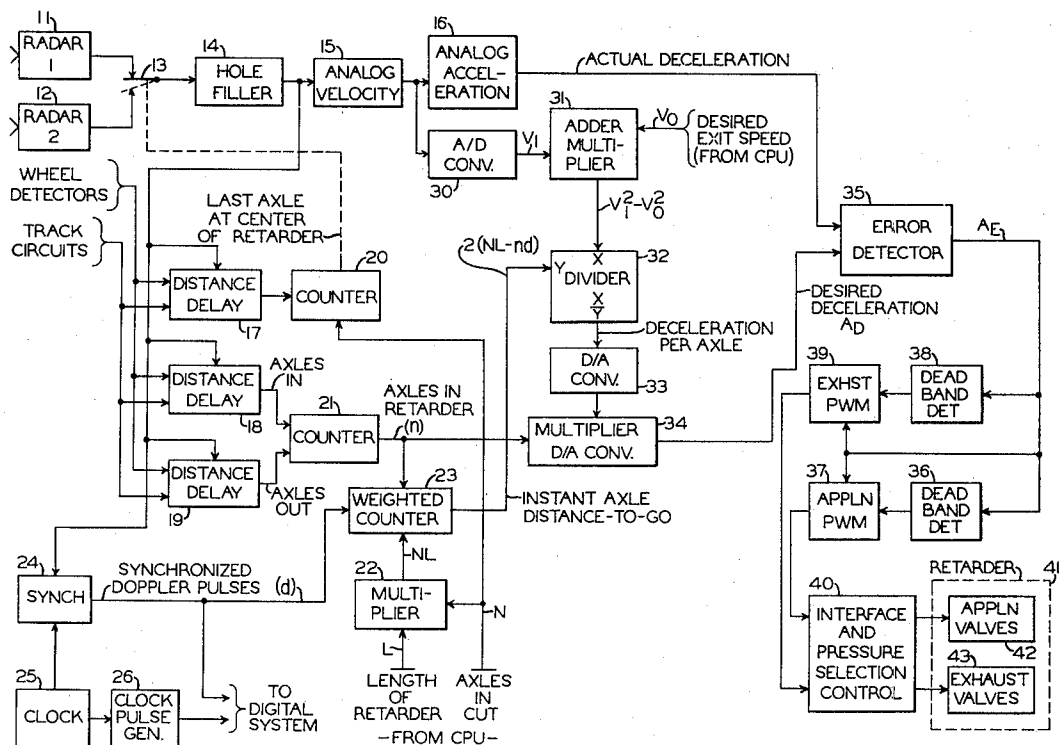 11
RADAR
1
12
RADAR
2
13
14
HOLE
FILLER
15
ANALOG
VELOCITY
16
ANALOG
ACCEL-
ERATION
ACTUAL DECELERATION
A/D
CONV.
30
V1
31
ADDER
MULTI-
PLIER
V0
DESIRED
EXIT SPEED
(FROM CPU)
V1²-V0²
WHEEL
DETECTORS
TRACK
CIRCUITS
LAST AXLE
AT CENTER
OF RETARDER
2(NL-nd)
DISTANCE
DELAY
17
20
COUNTER
32
X
Y DIVIDER
X
Y
DECELERATION
PER AXLE
D/A
CONV.
33
35
ERROR
DETECTOR
AE
DESIRED
DECELERATION
AD
DISTANCE
DELAY
18
AXLES
IN
DISTANCE
DELAY
19
AXLES
OUT
21
COUNTER
AXLES IN
RETARDER
(n)
MULTIPLIER
D/A CONV.
34
39
EXHST
PWM
38
DEAD
BAND
DET
37
APPLN
PWM
36
DEAD
BAND
DET
23
WEIGHTED
COUNTER
INSTANT AXLE
DISTANCE-TO-GO
NL
24
SYNCH
SYNCHRONIZED
DOPPLER PULSES (d)
22
MULTI-
PLIER
N
L
LENGTH
OF
RETARDER
AXLES
IN
CUT
-FROM CPU-
25
CLOCK
26
CLOCK
PULSE
GEN.
TO
DIGITAL
SYSTEM
40
INTERFACE
AND
PRESSURE
SELECTION
CONTROL
RETARDER
41
APPLN
VALVES
42
43
EXHAUST
VALVES